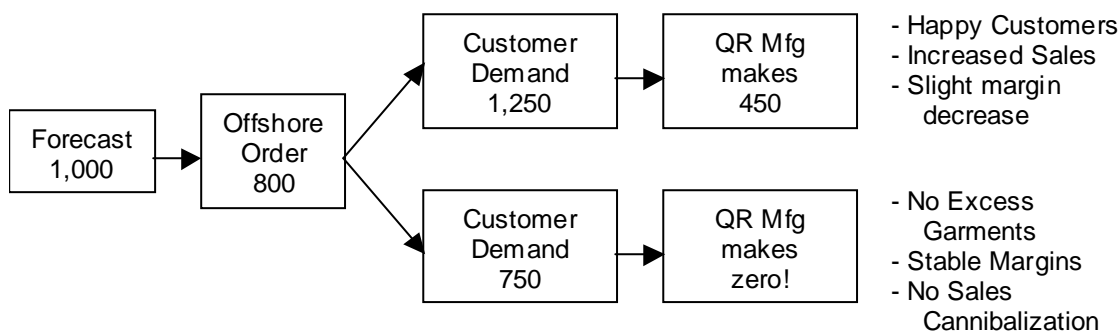 Forecast
1,000
Offshore
Order
800
Customer
Demand
1,250
QR Mfg
makes
450
- Happy Customers
- Increased Sales
- Slight margin
decrease
Customer
Demand
750
QR Mfg
makes
zero!
- No Excess
Garments
- Stable Margins
- No Sales
Cannibalization